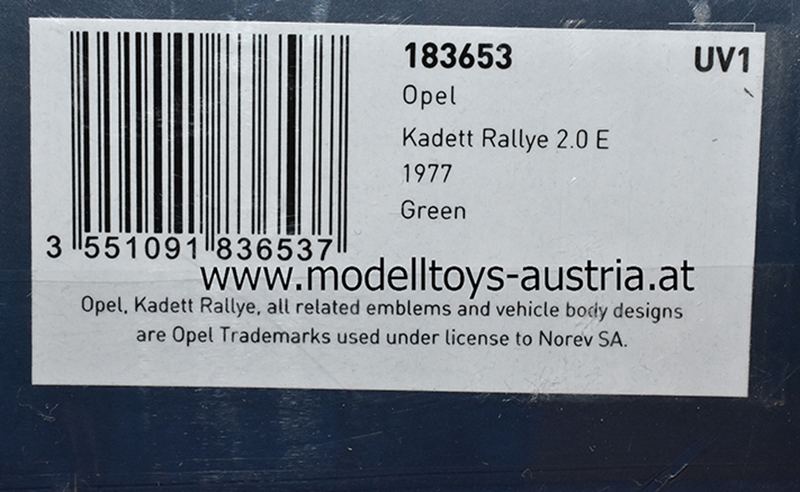 183653 UV1
Opel
Kadett Rallye 2.0 E
1977
Green
3 551091 836537
www.modelltoys-austria.at
Opel, Kadett Rallye, all related emblems and vehicle body designs
are Opel Trademarks used under license to Norev SA.